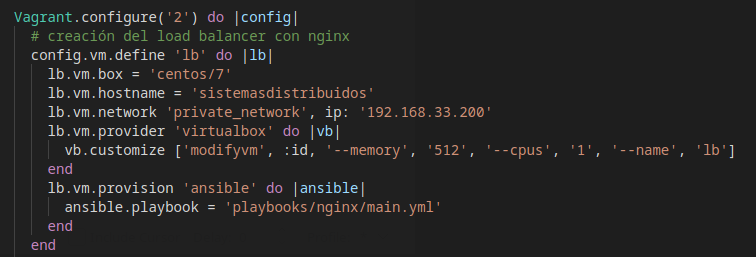 Vagrant.configure('2') do |config|
  # creación del load balancer con nginx
  config.vm.define 'lb' do |lb|
    lb.vm.box = 'centos/7'
    lb.vm.hostname = 'sistemasdistribuidos'
    lb.vm.network 'private_network', ip: '192.168.33.200'
    lb.vm.provider 'virtualbox' do |vb|
      vb.customize ['modifyvm', :id, '--memory', '512', '--cpus', '1', '--name', 'lb']
    end
    lb.vm.provision 'ansible' do |ansible|
      ansible.playbook = 'playbooks/nginx/main.yml'
    end
  end